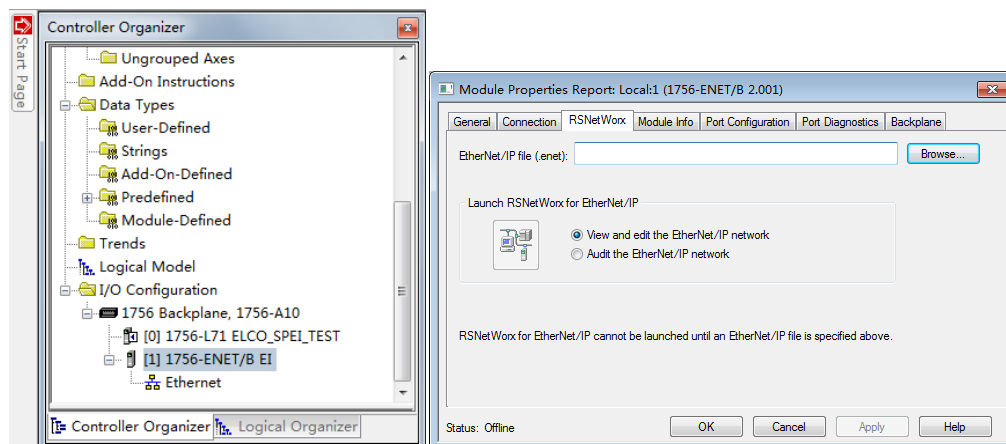 Start Page
Controller Organizer
Ungrouped Axes
Add-On Instructions
Data Types
User-Defined
Strings
Add-On-Defined
Predefined
Module-Defined
Trends
Logical Model
I/O Configuration
1756 Backplane, 1756-A10
[0] 1756-L71 ELCO_SPEI_TEST
[1] 1756-ENET/B EI
Ethernet
Controller Organizer Logical Organizer
Module Properties Report: Local:1 (1756-ENET/B 2.001)
General Connection RSNetWorx Module Info Port Configuration Port Diagnostics Backplane
EtherNet/IP file (.enet): Browse...
Launch RSNetWorx for EtherNet/IP
View and edit the EtherNet/IP network
Audit the EtherNet/IP network
RSNetWorx for EtherNet/IP cannot be launched until an EtherNet/IP file is specified above.
Status: Offline OK Cancel Apply Help